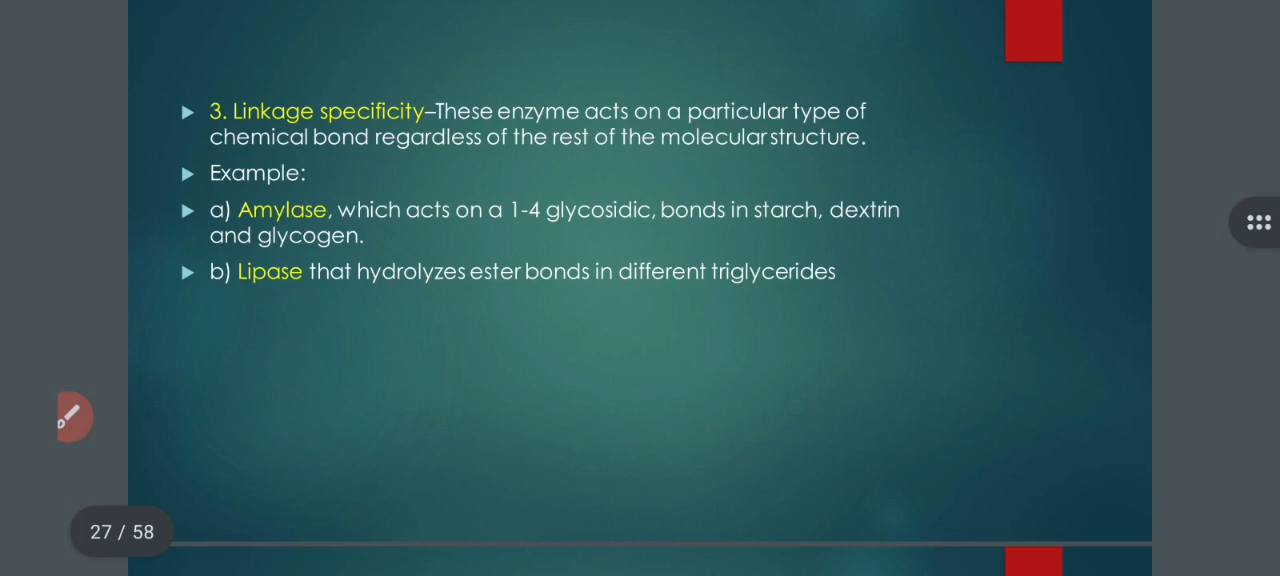 3. Linkage specificity–These enzyme acts on a particular type of
chemical bond regardless of the rest of the molecular structure.
Example:
a) Amylase, which acts on a 1-4 glycosidic, bonds in starch, dextrin
and glycogen.
b) Lipase that hydrolyzes ester bonds in different triglycerides
27 / 58